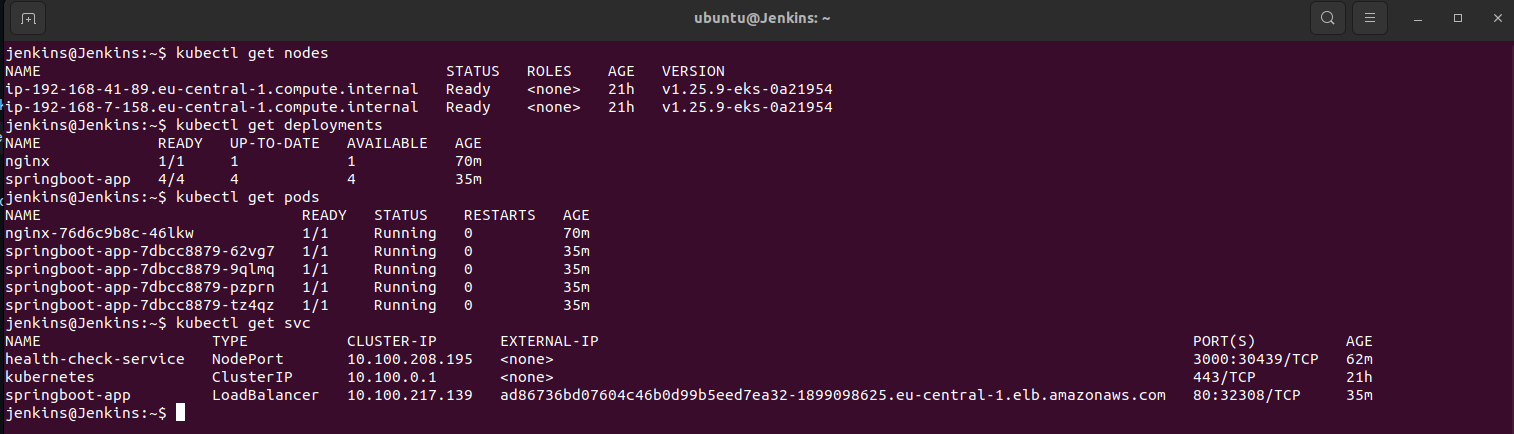 ubuntu@Jenkins: ~
jenkins@Jenkins:~$ kubectl get nodes
NAME                                             STATUS   ROLES    AGE   VERSION
ip-192-168-41-89.eu-central-1.compute.internal   Ready    <none>   21h   v1.25.9-eks-0a21954
ip-192-168-7-158.eu-central-1.compute.internal   Ready    <none>   21h   v1.25.9-eks-0a21954
jenkins@Jenkins:~$ kubectl get deployments
NAME             READY   UP-TO-DATE   AVAILABLE   AGE
nginx            1/1     1            1           70m
springboot-app   4/4     4            4           35m
jenkins@Jenkins:~$ kubectl get pods
NAME                             READY   STATUS    RESTARTS   AGE
nginx-76d6c9b8c-46lkw            1/1     Running   0          70m
springboot-app-7dbcc8879-62vg7   1/1     Running   0          35m
springboot-app-7dbcc8879-9qlmq   1/1     Running   0          35m
springboot-app-7dbcc8879-pzprn   1/1     Running   0          35m
springboot-app-7dbcc8879-tz4qz   1/1     Running   0          35m
jenkins@Jenkins:~$ kubectl get svc
NAME                   TYPE           CLUSTER-IP       EXTERNAL-IP                                                                  PORT(S)          AGE
health-check-service   NodePort       10.100.208.195   <none>                                                                       3000:30439/TCP   62m
kubernetes             ClusterIP      10.100.0.1       <none>                                                                       443/TCP          21h
springboot-app         LoadBalancer   10.100.217.139   ad86736bd07604c46b0d99b5eed7ea32-1899098625.eu-central-1.elb.amazonaws.com   80:32308/TCP     35m
jenkins@Jenkins:~$